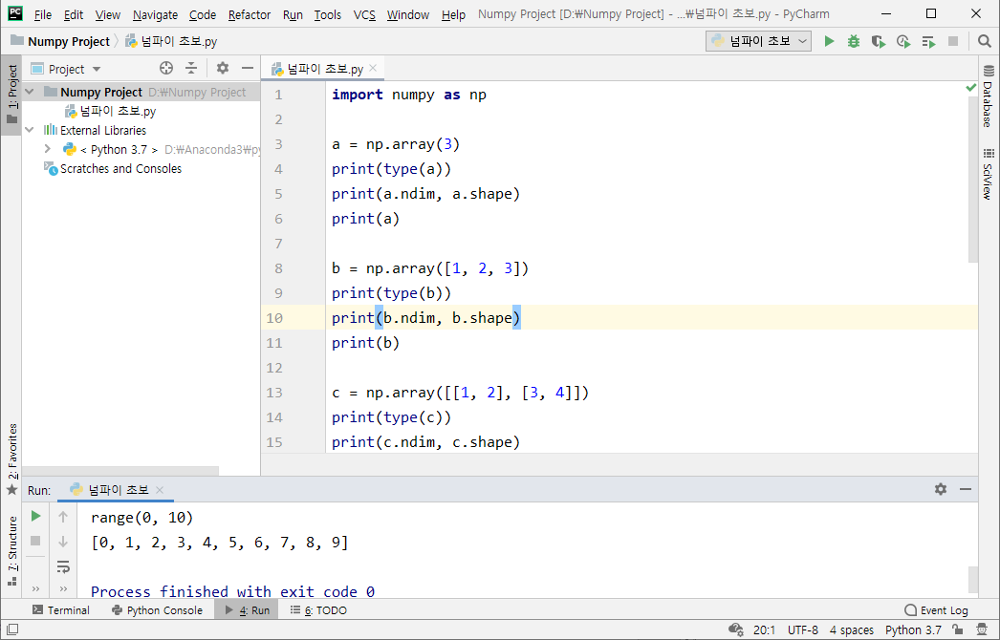 PC File Edit View Navigate Code Refactor Run Tools VCS Window Help Numpy Project [D:₩Numpy Project] - ...₩넘파이 초보.py - PyCharm
Numpy Project 넘파이 초보.py 넘파이 초보
1: Project
Project
넘파이 초보.py
Numpy Project D:₩Numpy Project
넘파이 초보.py
External Libraries
< Python 3.7 > D:₩Anaconda3₩py
Scratches and Consoles
1 import numpy as np
2
3 a = np.array(3)
4 print(type(a))
5 print(a.ndim, a.shape)
6 print(a)
7
8 b = np.array([1, 2, 3])
9 print(type(b))
10 print(b.ndim, b.shape)
11 print(b)
12
13 c = np.array([[1, 2], [3, 4]])
14 print(type(c))
15 print(c.ndim, c.shape)
Database
SciView
2: Favorites
7: Structure
Run: 넘파이 초보
range(0, 10)
[0, 1, 2, 3, 4, 5, 6, 7, 8, 9]
Process finished with exit code 0
Terminal Python Console 4: Run 6: TODO Event Log
20:1 UTF-8 4 spaces Python 3.7